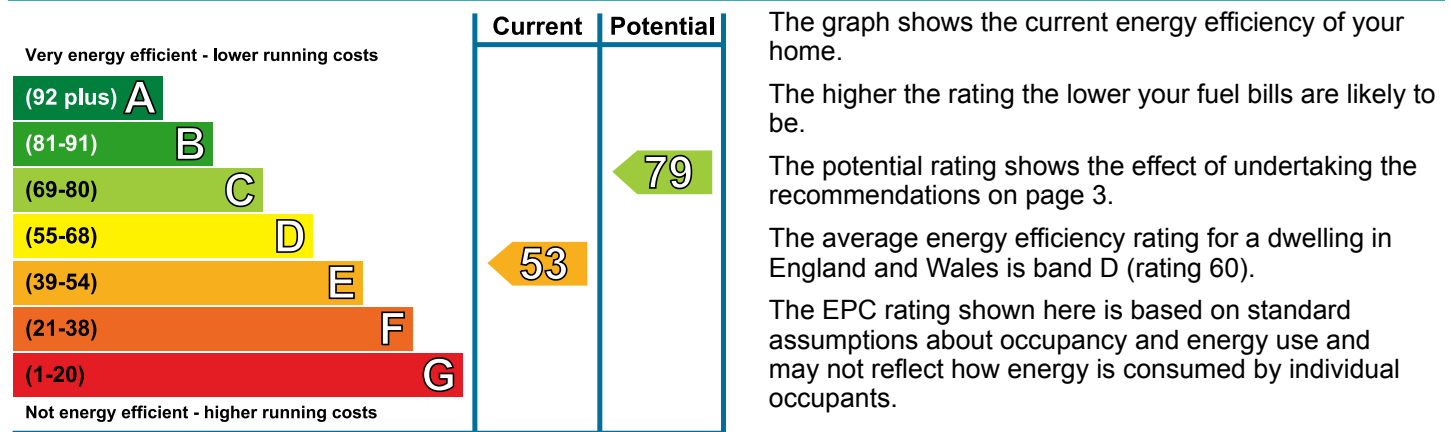 Current Potential
Very energy efficient - lower running costs
(92 plus) A
(81-91) B
(69-80) C
79
(55-68) D
53
(39-54) E
(21-38) F
(1-20) G
Not energy efficient - higher running costs
The graph shows the current energy efficiency of your
home.
The higher the rating the lower your fuel bills are likely to
be.
The potential rating shows the effect of undertaking the
recommendations on page 3.
The average energy efficiency rating for a dwelling in
England and Wales is band D (rating 60).
The EPC rating shown here is based on standard
assumptions about occupancy and energy use and
may not reflect how energy is consumed by individual
occupants.